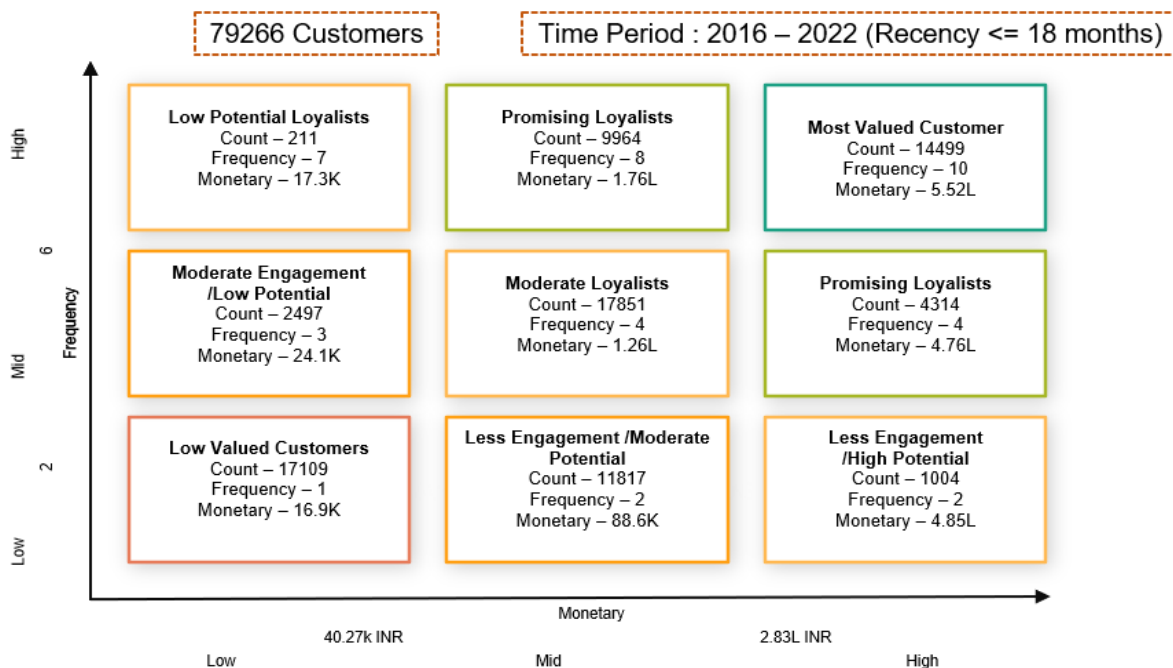 79266 Customers
Time Period : 2016 – 2022 (Recency <= 18 months)
High
6
Mid
2
Low
Frequency
Low Potential Loyalists
Count – 211
Frequency – 7
Monetary – 17.3K
Promising Loyalists
Count – 9964
Frequency – 8
Monetary – 1.76L
Most Valued Customer
Count – 14499
Frequency – 10
Monetary – 5.52L
Moderate Engagement
/Low Potential
Count – 2497
Frequency – 3
Monetary – 24.1K
Moderate Loyalists
Count – 17851
Frequency – 4
Monetary – 1.26L
Promising Loyalists
Count – 4314
Frequency – 4
Monetary – 4.76L
Low Valued Customers
Count – 17109
Frequency – 1
Monetary – 16.9K
Less Engagement /Moderate
Potential
Count – 11817
Frequency – 2
Monetary – 88.6K
Less Engagement
/High Potential
Count – 1004
Frequency – 2
Monetary – 4.85L
Monetary
40.27k INR
2.83L INR
Low
Mid
High